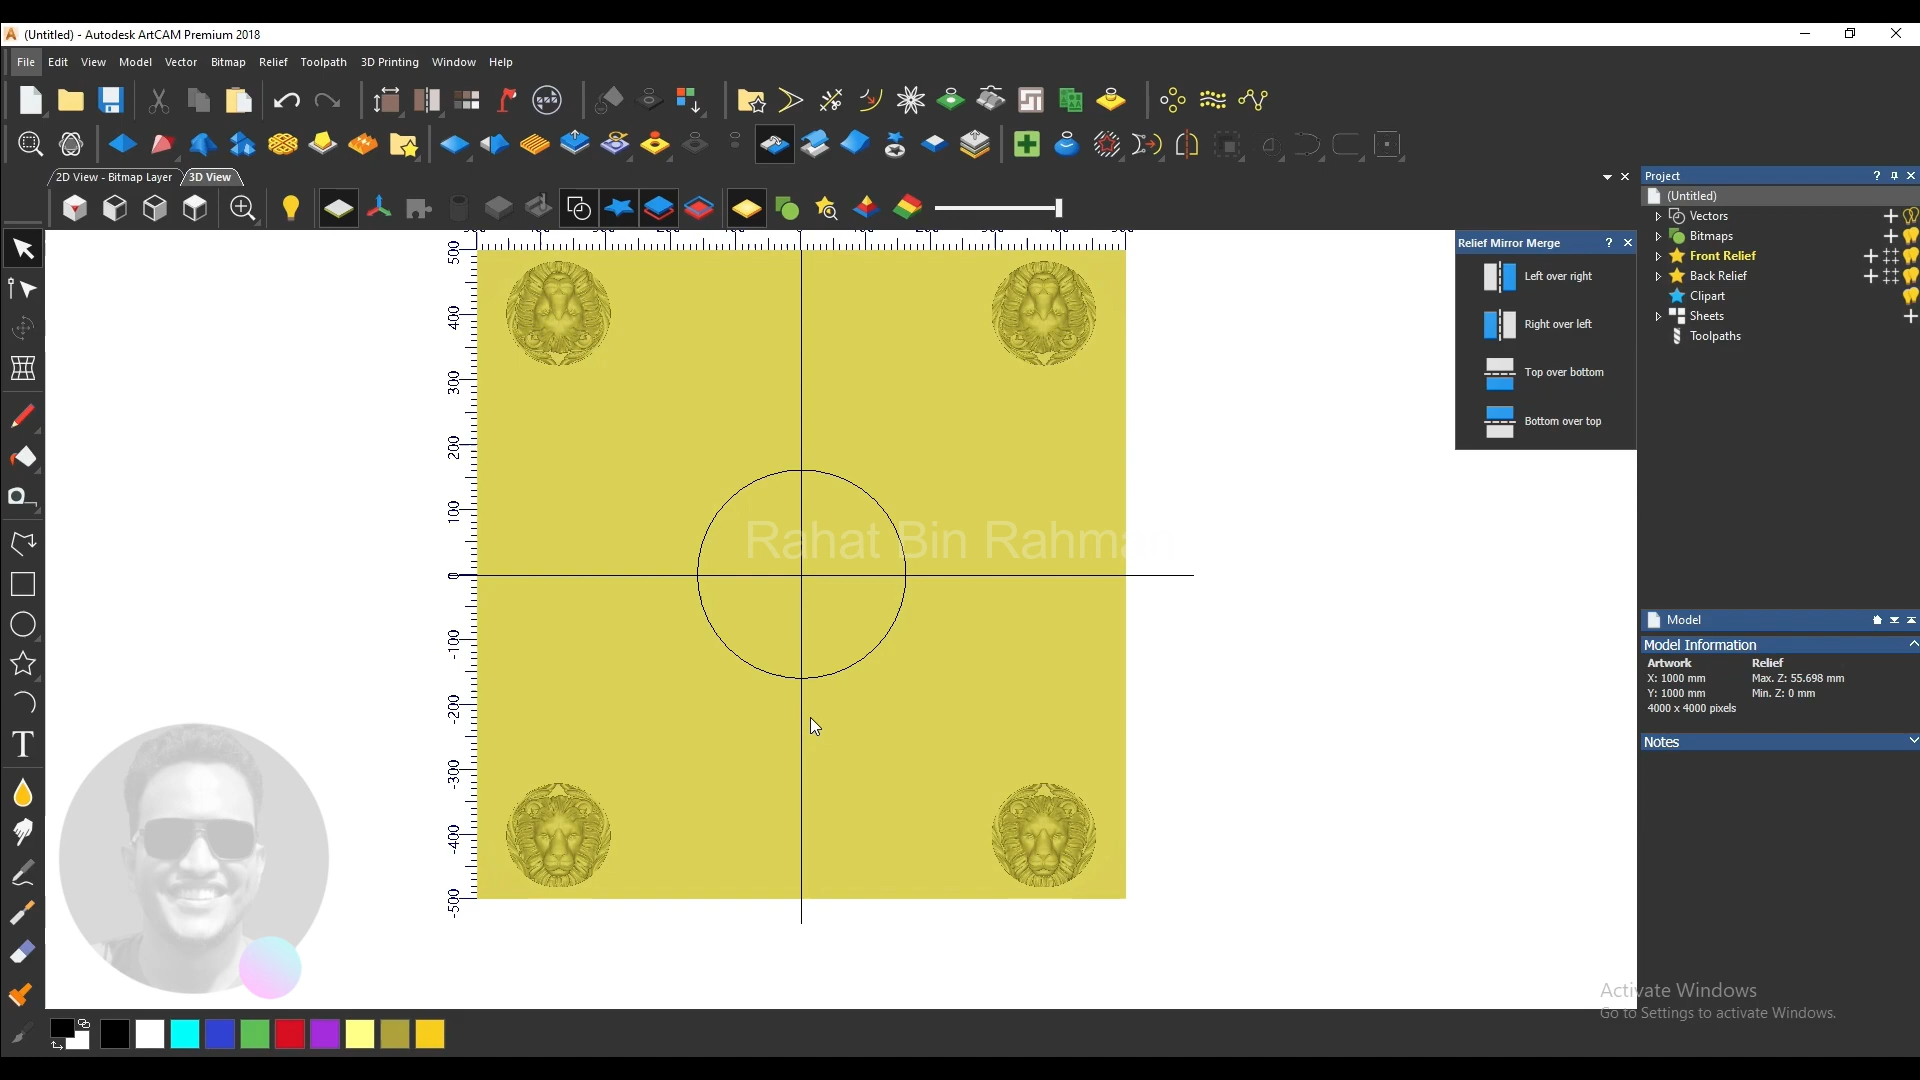 (Untitled) - Autodesk ArtCAM Premium 2018
File Edit View Model Vector Bitmap Relief Toolpath 3D Printing Window Help
2D View - Bitmap Layer 3D View
Project
(Untitled)
Vectors
Bitmaps
Front Relief
Back Relief
Clipart
Sheets
Toolpaths
Relief Mirror Merge
Left over right
Right over left
Top over bottom
Bottom over top
500
400
300
200
100
0
-100
-200
-300
-400
-500
Rahat Bin Rahman
Model
Model Information
Artwork Relief
X: 1000 mm Max. Z: 55.698 mm
Y: 1000 mm Min. Z: 0 mm
4000 x 4000 pixels
Notes
Activate Windows
Go to Settings to activate Windows.